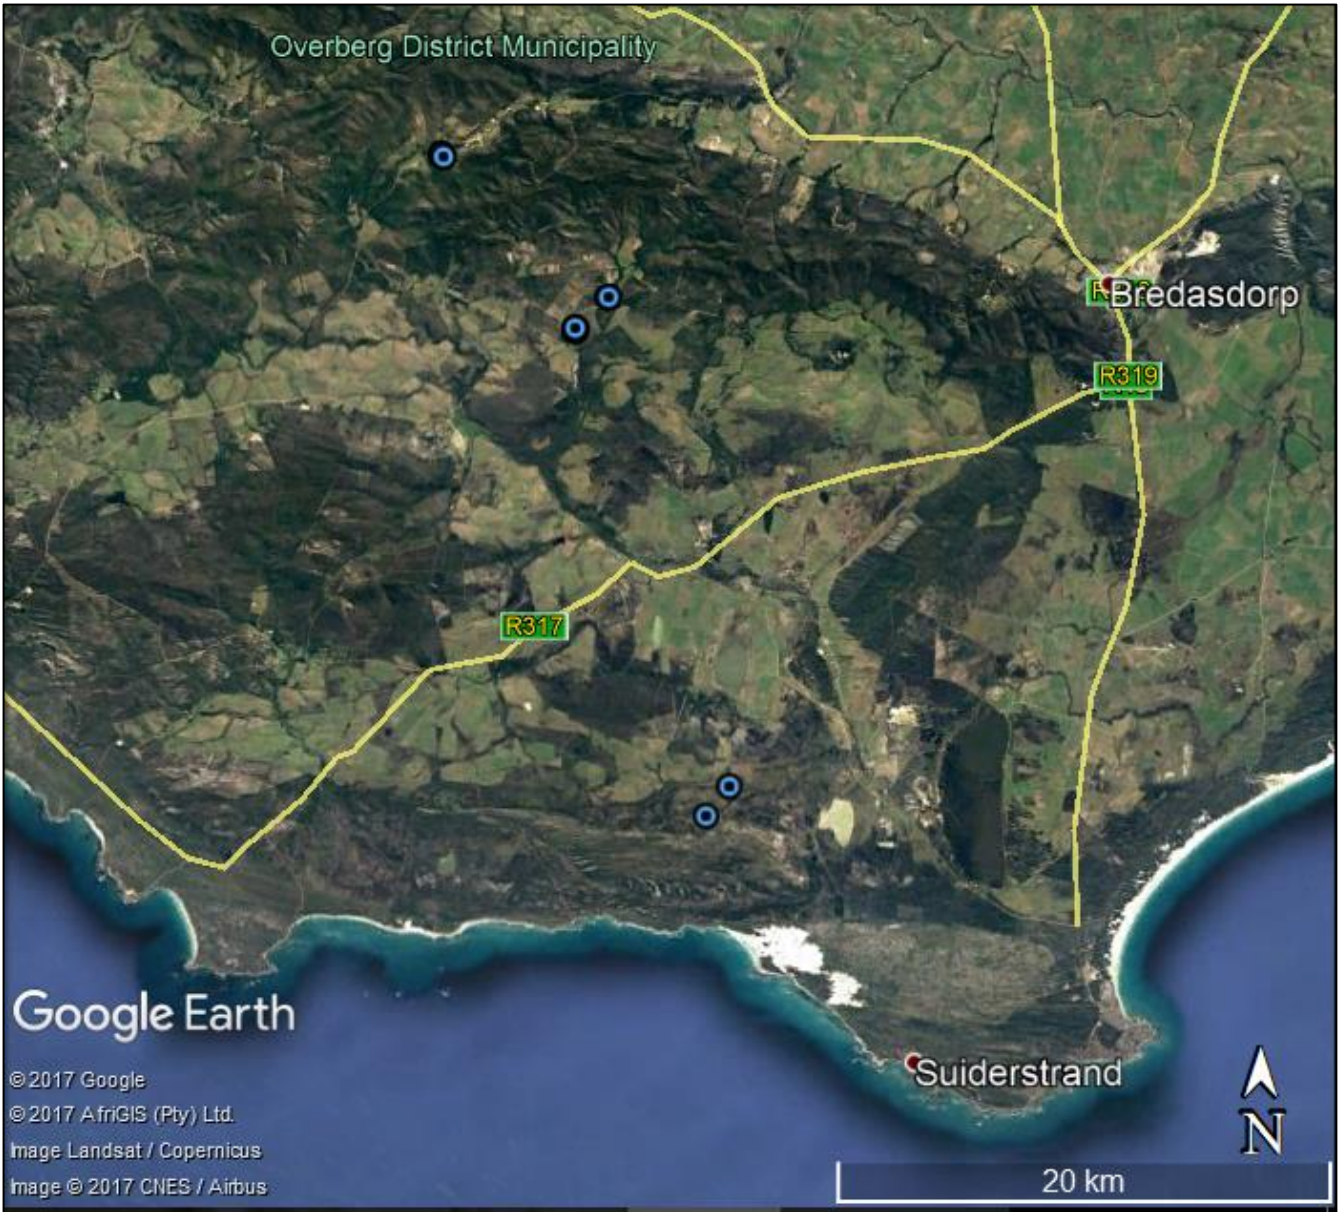 Overberg District Municipality
Bredasdorp
R319
R317
Google Earth
© 2017 Google
© 2017 AfriGIS (Pty) Ltd.
Image Landsat / Copernicus
Image © 2017 CNES / Airbus
Suiderstrand
N
20 km